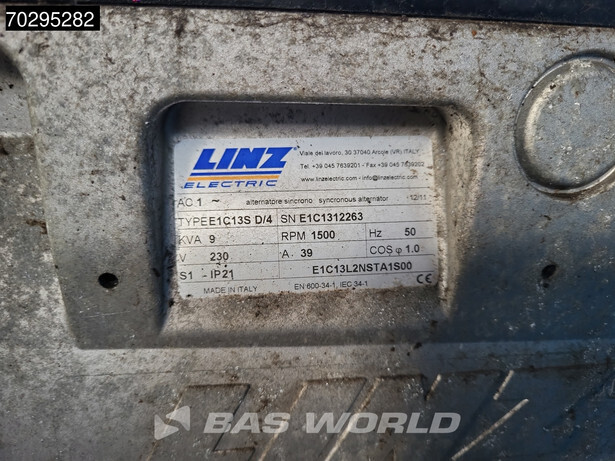 70295282
LINZ
ELECTRIC
Viale del lavoro, 30 37040 Arcole (VR) ITALY
Tel. +39 045 7639201 - Fax +39 045 7639202
www.linzelectric.com - info@linzelectric.com
AC 1 ~ alternatore sincrono syncronous alternator 12/11
TYPE E1C13S D/4 SN E1C1312263
KVA 9 RPM 1500 Hz 50
V 230 A 39 COS φ 1.0
S1 - IP21 E1C13L2NSTA1S00
MADE IN ITALY EN 600-34-1, IEC 34-1 CE
BAS WORLD